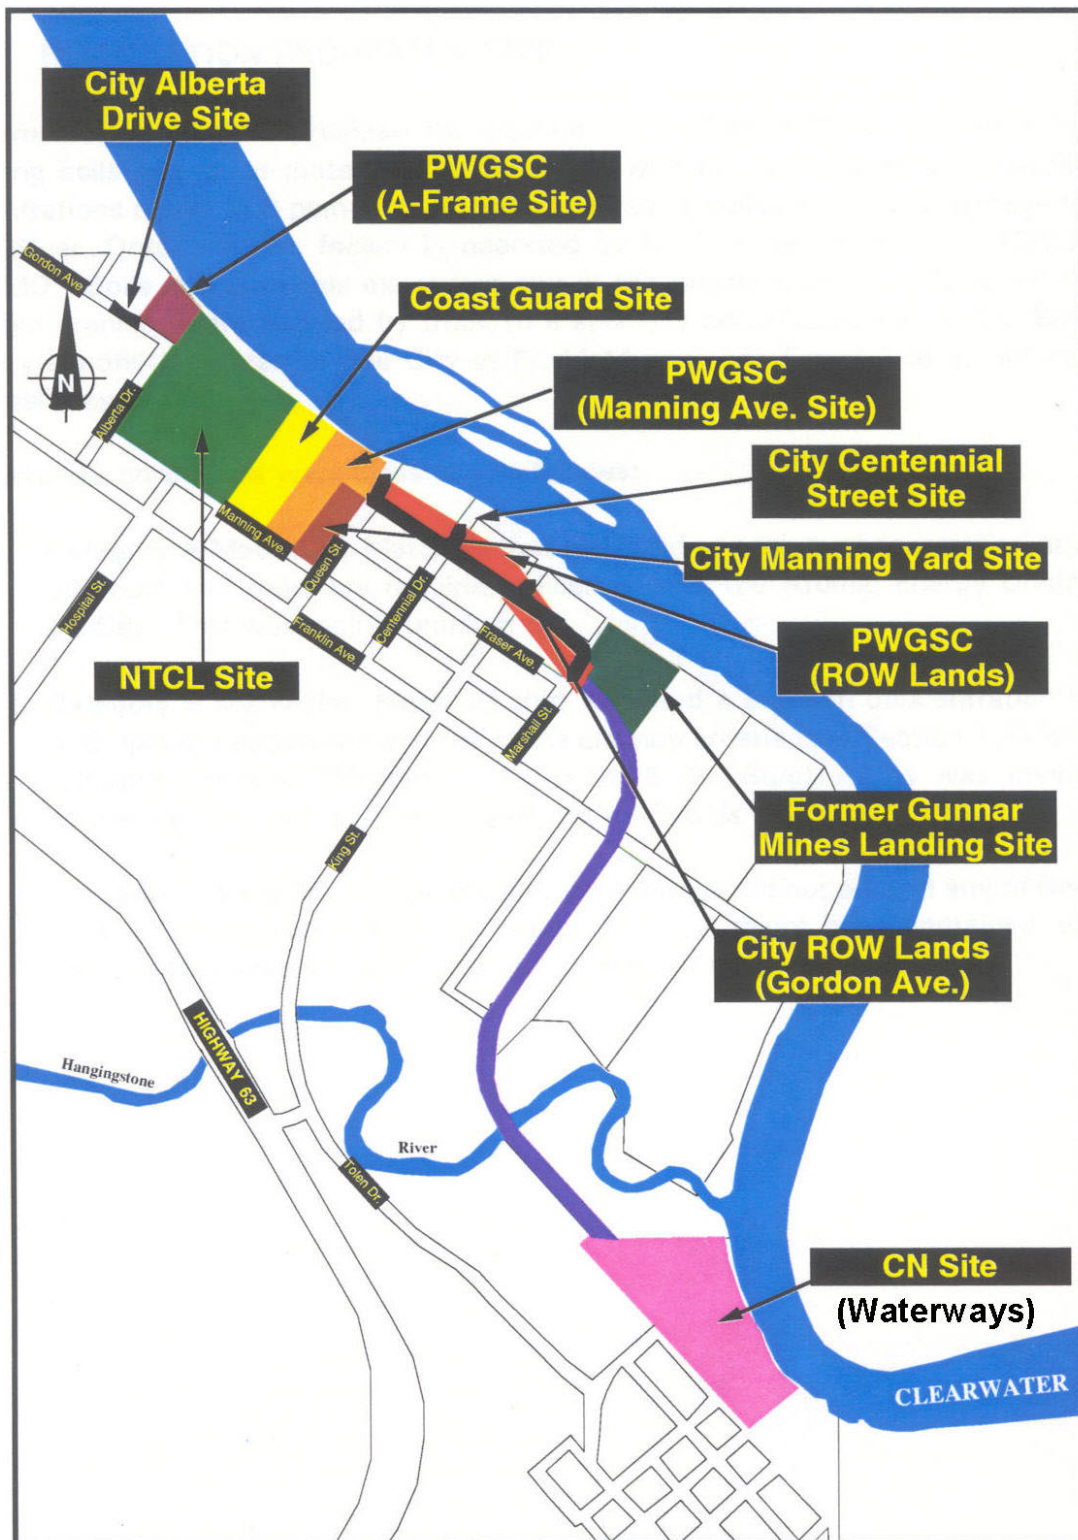 City Alberta
Drive Site
PWGSC
(A-Frame Site)
Gordon Ave
Coast Guard Site
N
PWGSC
(Manning Ave. Site)
Alberta Dr.
City Centennial
Street Site
Manning Ave.
City Manning Yard Site
Queen St.
Hospital St.
Centennial Dr.
Franklin Ave.
Fraser Ave.
PWGSC
(ROW Lands)
NTCL Site
Marshall St.
Former Gunnar
Mines Landing Site
King St.
City ROW Lands
(Gordon Ave.)
HIGHWAY 63
Hangingstone
River
Tolen Dr.
CN Site
(Waterways)
CLEARWATER